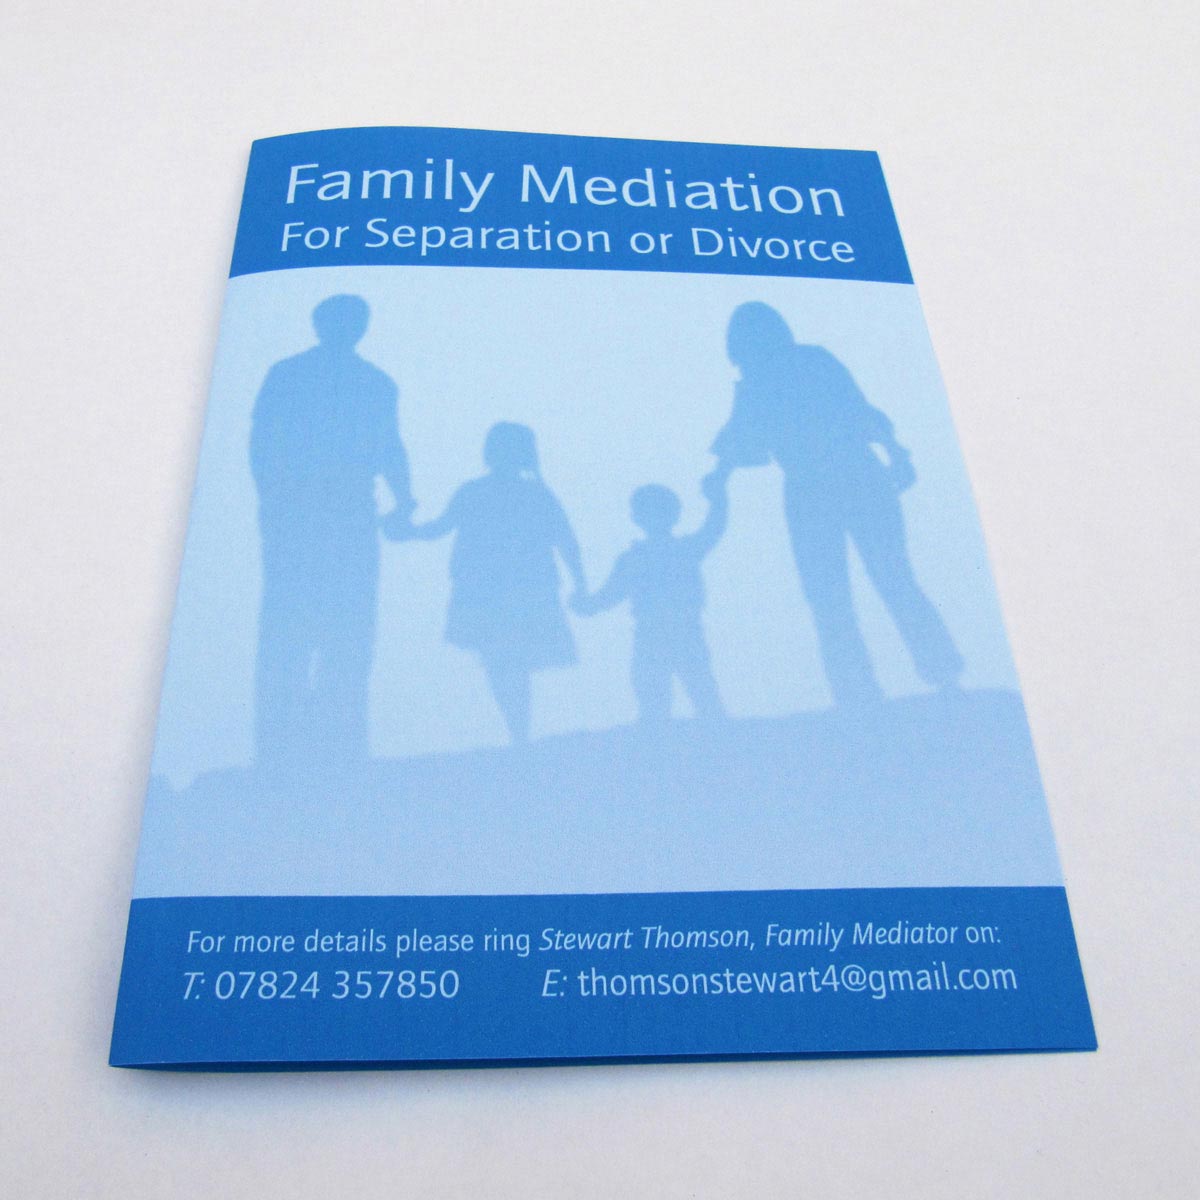 Family Mediation
For Separation or Divorce
For more details please ring Stewart Thomson, Family Mediator on:
T: 07824 357850 E: thomsonstewart4@gmail.com